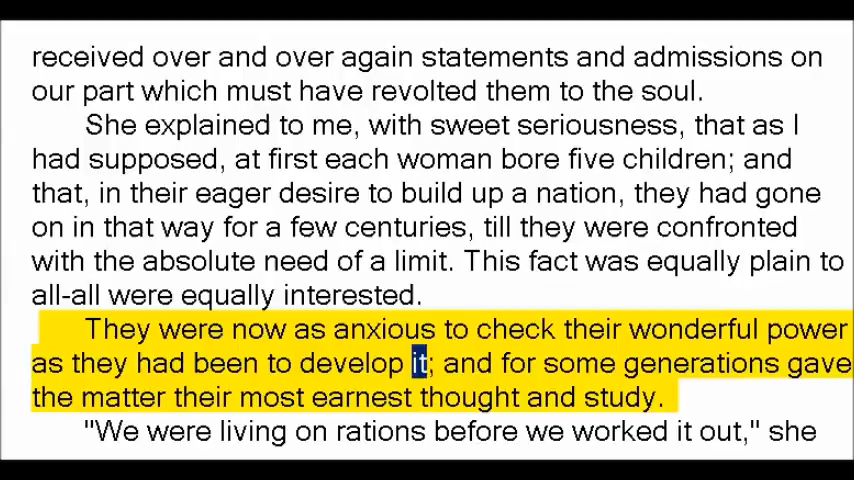 received over and over again statements and admissions on
our part which must have revolted them to the soul.
She explained to me, with sweet seriousness, that as I
had supposed, at first each woman bore five children; and
that, in their eager desire to build up a nation, they had gone
on in that way for a few centuries, till they were confronted
with the absolute need of a limit. This fact was equally plain to
all-all were equally interested.
They were now as anxious to check their wonderful power
as they had been to develop it; and for some generations gave
the matter their most earnest thought and study.
"We were living on rations before we worked it out," she